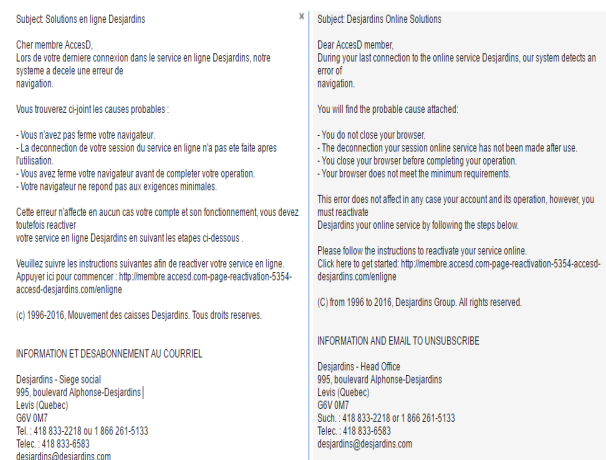 Subject: Solutions en ligne Desjardins
Cher membre AccesD,
Lors de votre derniere connexion dans le service en ligne Desjardins, notre
systeme a decele une erreur de
navigation.
Vous trouverez ci-joint les causes probables :
- Vous n'avez pas ferme votre navigateur.
- La deconnection de votre session du service en ligne n'a pas ete faite apres
l'utilisation.
- Vous avez ferme votre navigateur avant de completer votre operation.
- Votre navigateur ne repond pas aux exigences minimales.
Cette erreur n'affecte en aucun cas votre compte et son fonctionnement, vous devez
toutefois reactiver
votre service en ligne Desjardins en suivant les etapes ci-dessous .
Veuillez suivre les instructions suivantes afin de reactiver votre service en ligne.
Appuyer ici pour commencer : http://membre.accesd.com-page-reactivation-5354-
accesd-desjardins.com/enligne
(c) 1996-2016, Mouvement des caisses Desjardins. Tous droits reserves.
INFORMATION ET DESABONNEMENT AU COURRIEL
Desjardins - Siege social
995, boulevard Alphonse-Desjardins
Levis (Quebec)
G6V 0M7
Tel. : 418 833-2218 ou 1 866 261-5133
Telec. : 418 833-6583
desjardins@desjardins.com
x
Subject: Desjardins Online Solutions
Dear AccesD member,
During your last connection to the online service Desjardins, our system detects an
error of
navigation.
You will find the probable cause attached:
- You do not close your browser.
- The deconnection your session online service has not been made after use.
- You close your browser before completing your operation.
- Your browser does not meet the minimum requirements.
This error does not affect in any case your account and its operation, however, you
must reactivate
Desjardins your online service by following the steps below.
Please follow the instructions to reactivate your service online.
Click here to get started: http://membre.accesd.com-page-reactivation-5354-accesd-
desjardins.com/enligne
(C) from 1996 to 2016, Desjardins Group. All rights reserved.
INFORMATION AND EMAIL TO UNSUBSCRIBE
Desjardins - Head Office
995, boulevard Alphonse-Desjardins
Levis (Quebec)
G6V 0M7
Such. : 418 833-2218 or 1 866 261-5133
Telec. : 418 833-6583
desjardins@desjardins.com